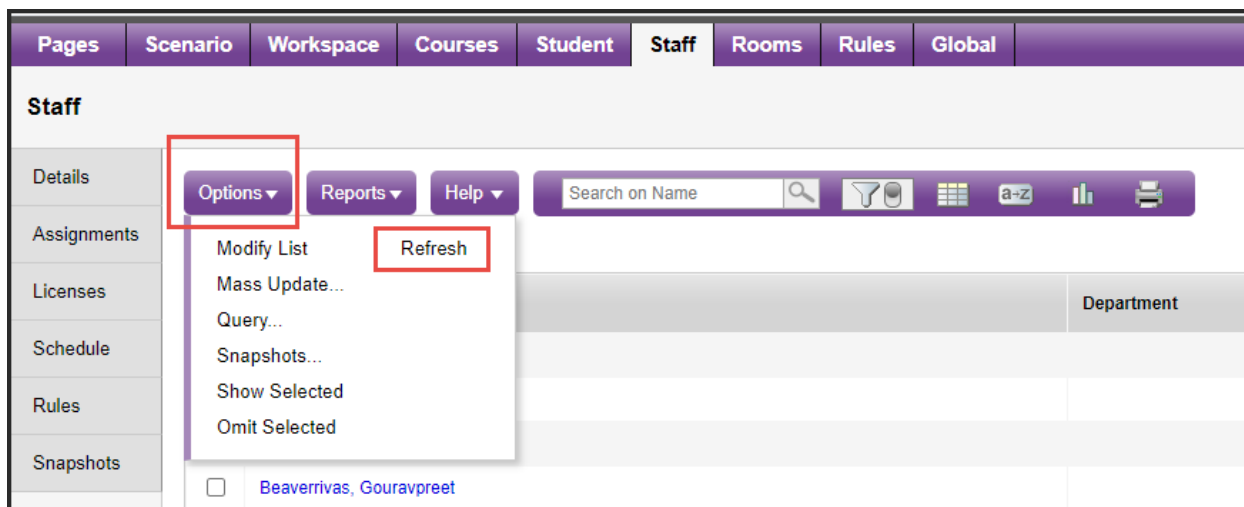 Pages Scenario Workspace Courses Student Staff Rooms Rules Global
Staff
Details
Assignments
Licenses
Schedule
Rules
Snapshots
Options Reports Help Search on Name a-z
Modify List Refresh
Mass Update...
Query...
Snapshots...
Show Selected
Omit Selected
Department
Beaverrivas, Gouravpreet